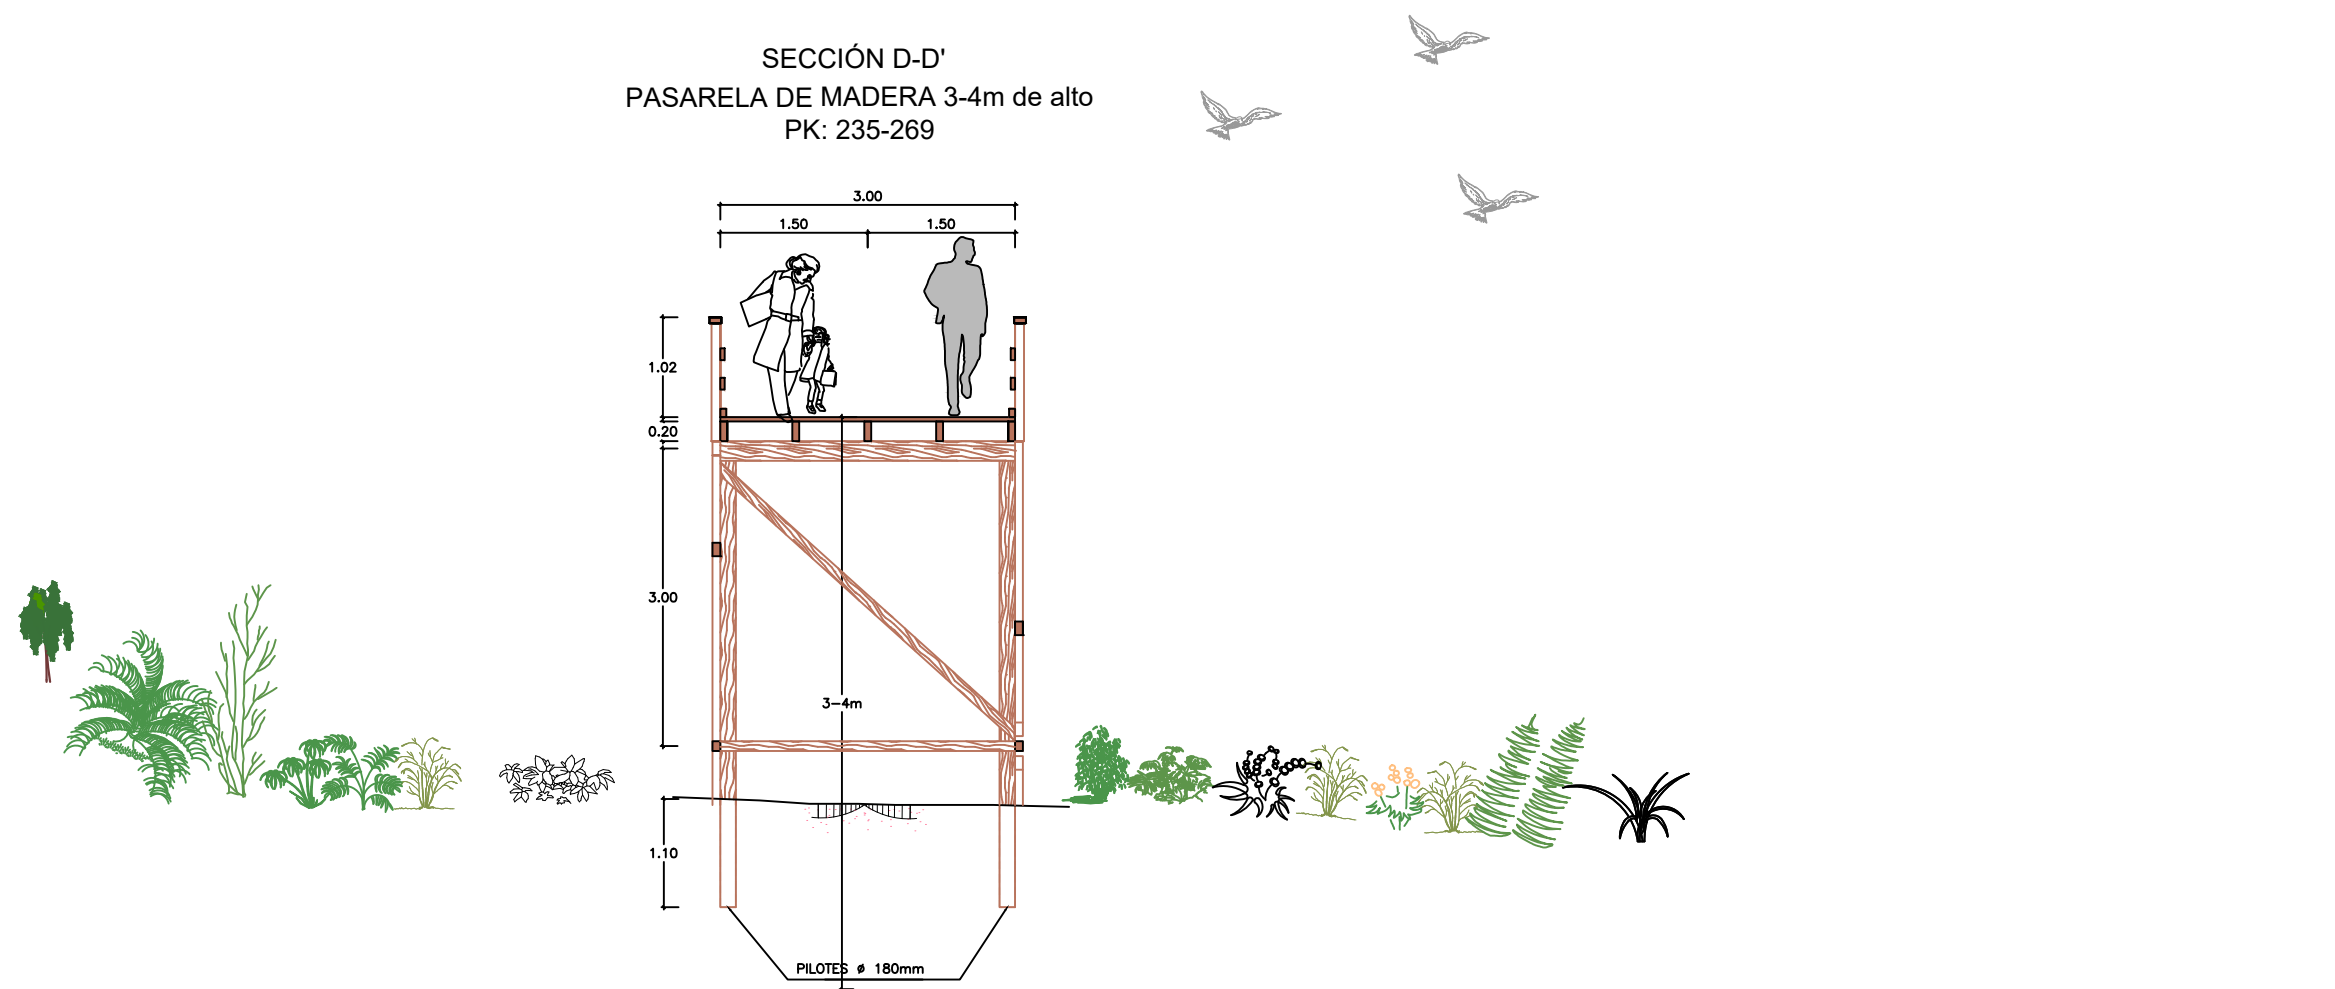 SECCIÓN D-D'
PASARELA DE MADERA 3-4m de alto
PK: 235-269
3.00
1.50 1.50
1.02
0.20
3.00
3-4m
1.10
PILOTES ø 180mm